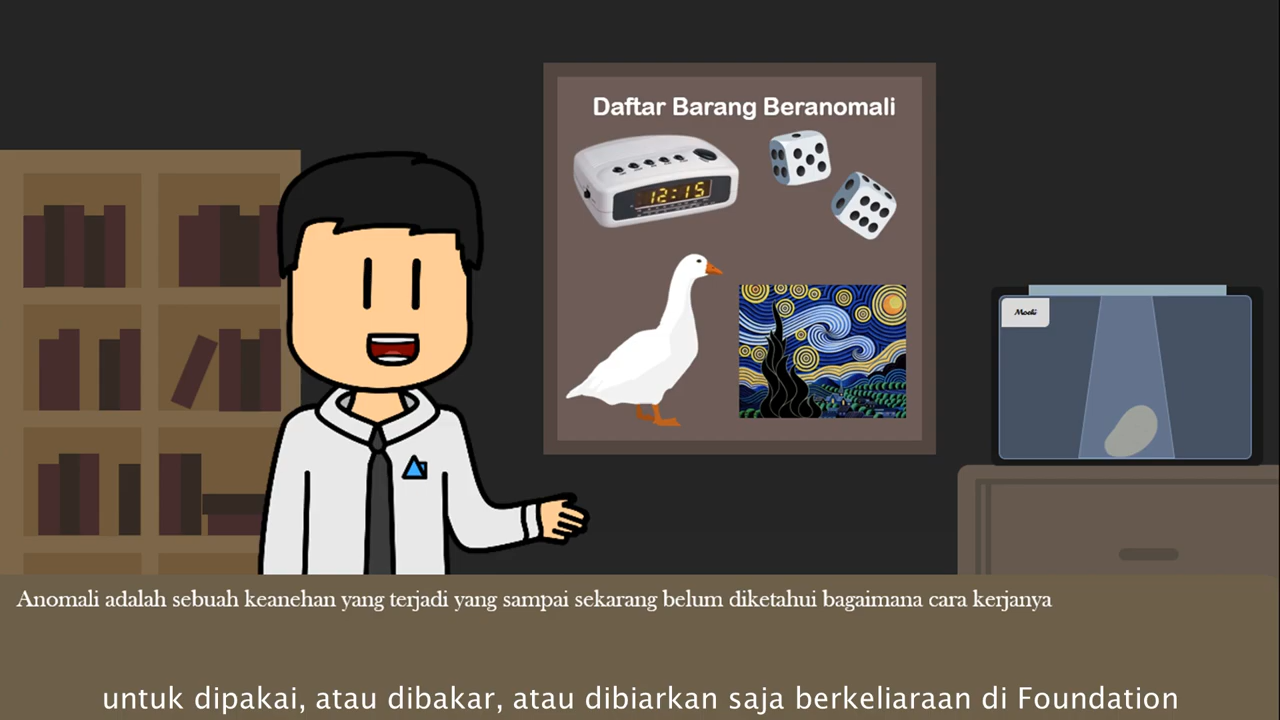 Daftar Barang Beranomali
12:15
Mochi
Anomali adalah sebuah keanehan yang terjadi yang sampai sekarang belum diketahui bagaimana cara kerjanya
untuk dipakai, atau dibakar, atau dibiarkan saja berkeliaraan di Foundation